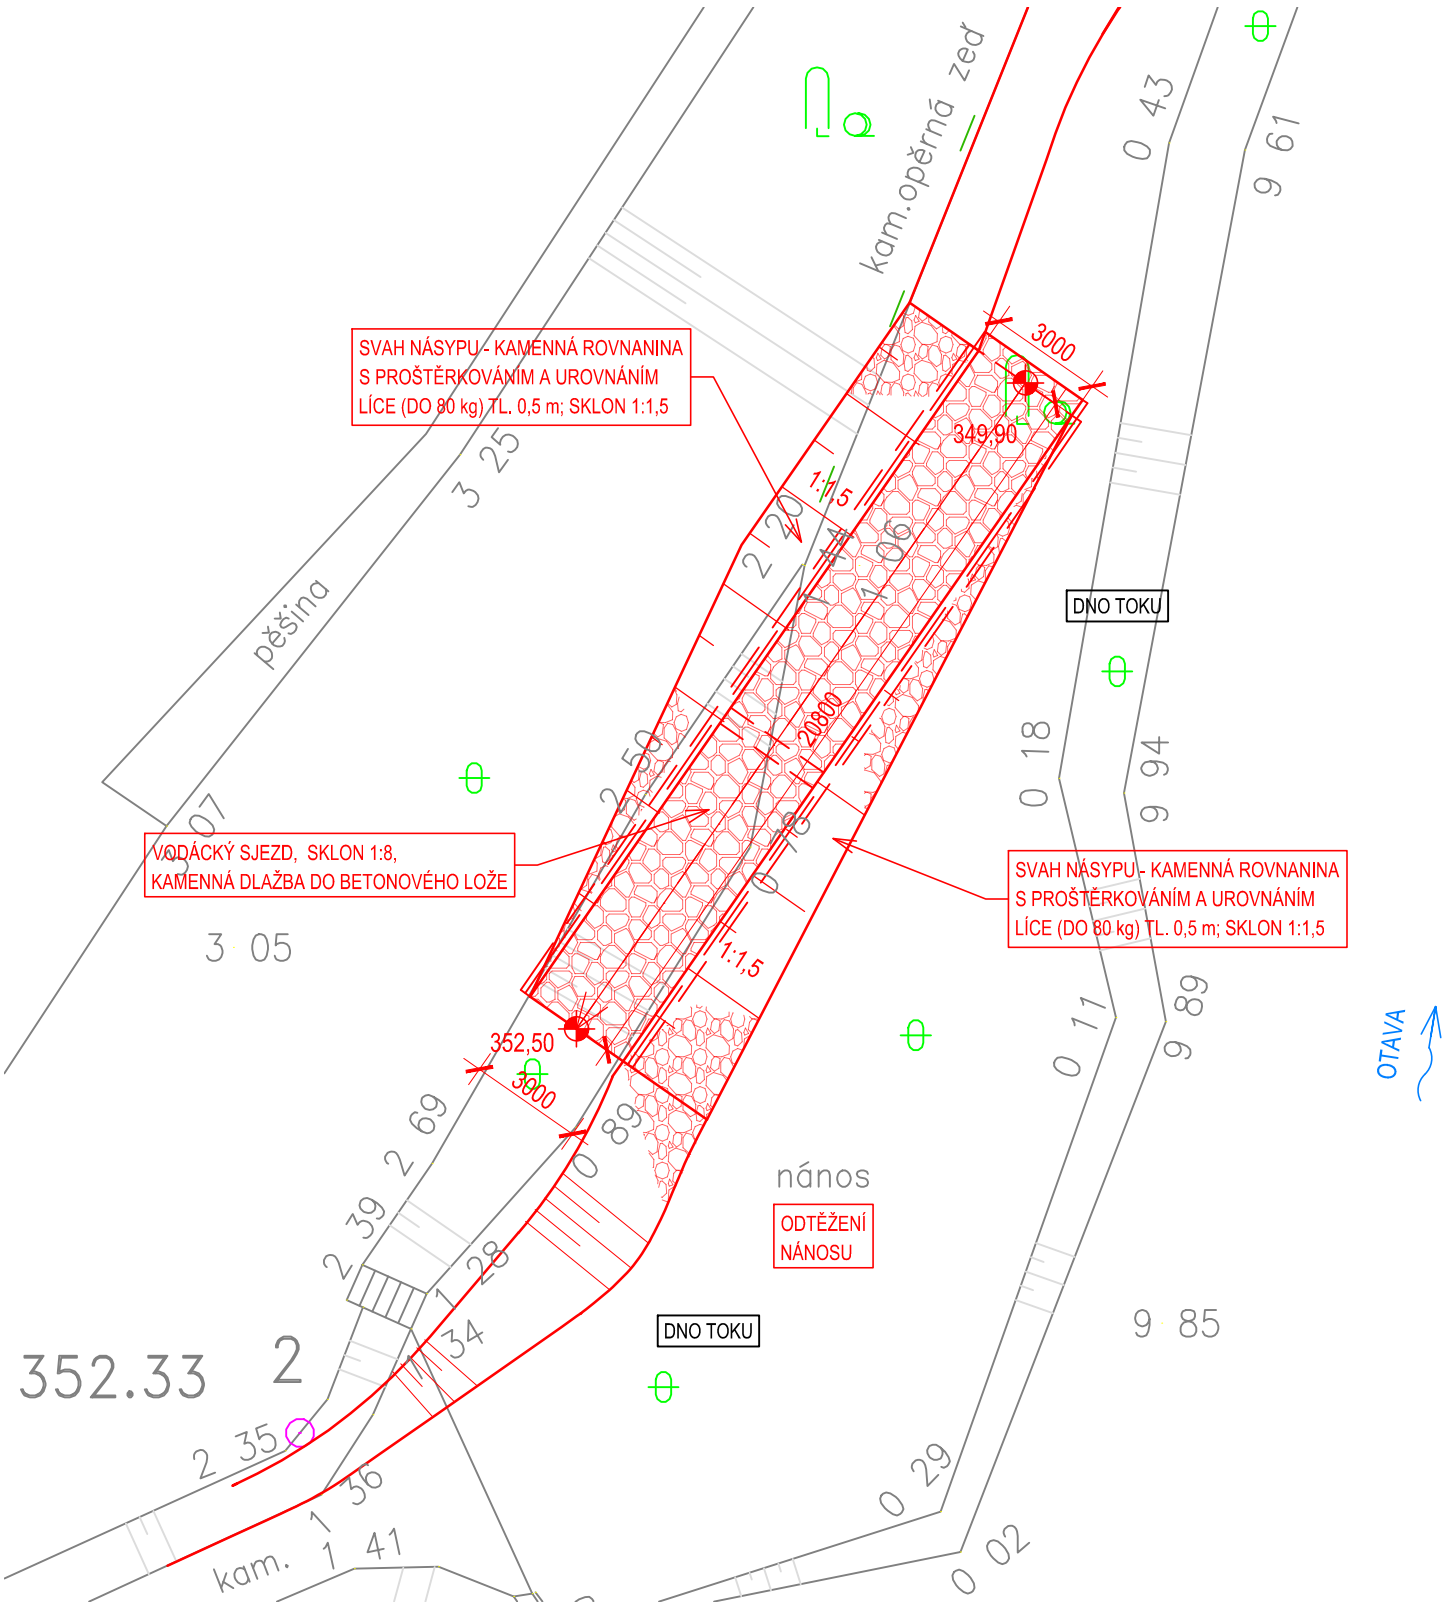 0 43
9 61
kam.opěrná zeď
SVAH NÁSYPU - KAMENNÁ ROVNANINA
S PROŠTĚRKOVÁNÍM A UROVNÁNÍM
LÍCE (DO 80 kg) TL. 0,5 m; SKLON 1:1,5
3000
349,90
3 25
1:1,5
2 20
1 44
1 06
pěšina
DNO TOKU
20800
2 50
0 18
9 94
3 07
0 78
VODÁCKÝ SJEZD, SKLON 1:8,
KAMENNÁ DLAŽBA DO BETONOVÉHO LOŽE
SVAH NÁSYPU - KAMENNÁ ROVNANINA
S PROŠTĚRKOVÁNÍM A UROVNÁNÍM
LÍCE (DO 80 kg) TL. 0,5 m; SKLON 1:1,5
3 05
1:1,5
0 11
9 89
OTAVA
352,50
3000
2 69
0 89
nános
ODTĚŽENÍ
NÁNOSU
2 39
1 28
DNO TOKU
9 85
1 34
352.33
2
2 35
1 36
0 29
0 02
kam.
1 41